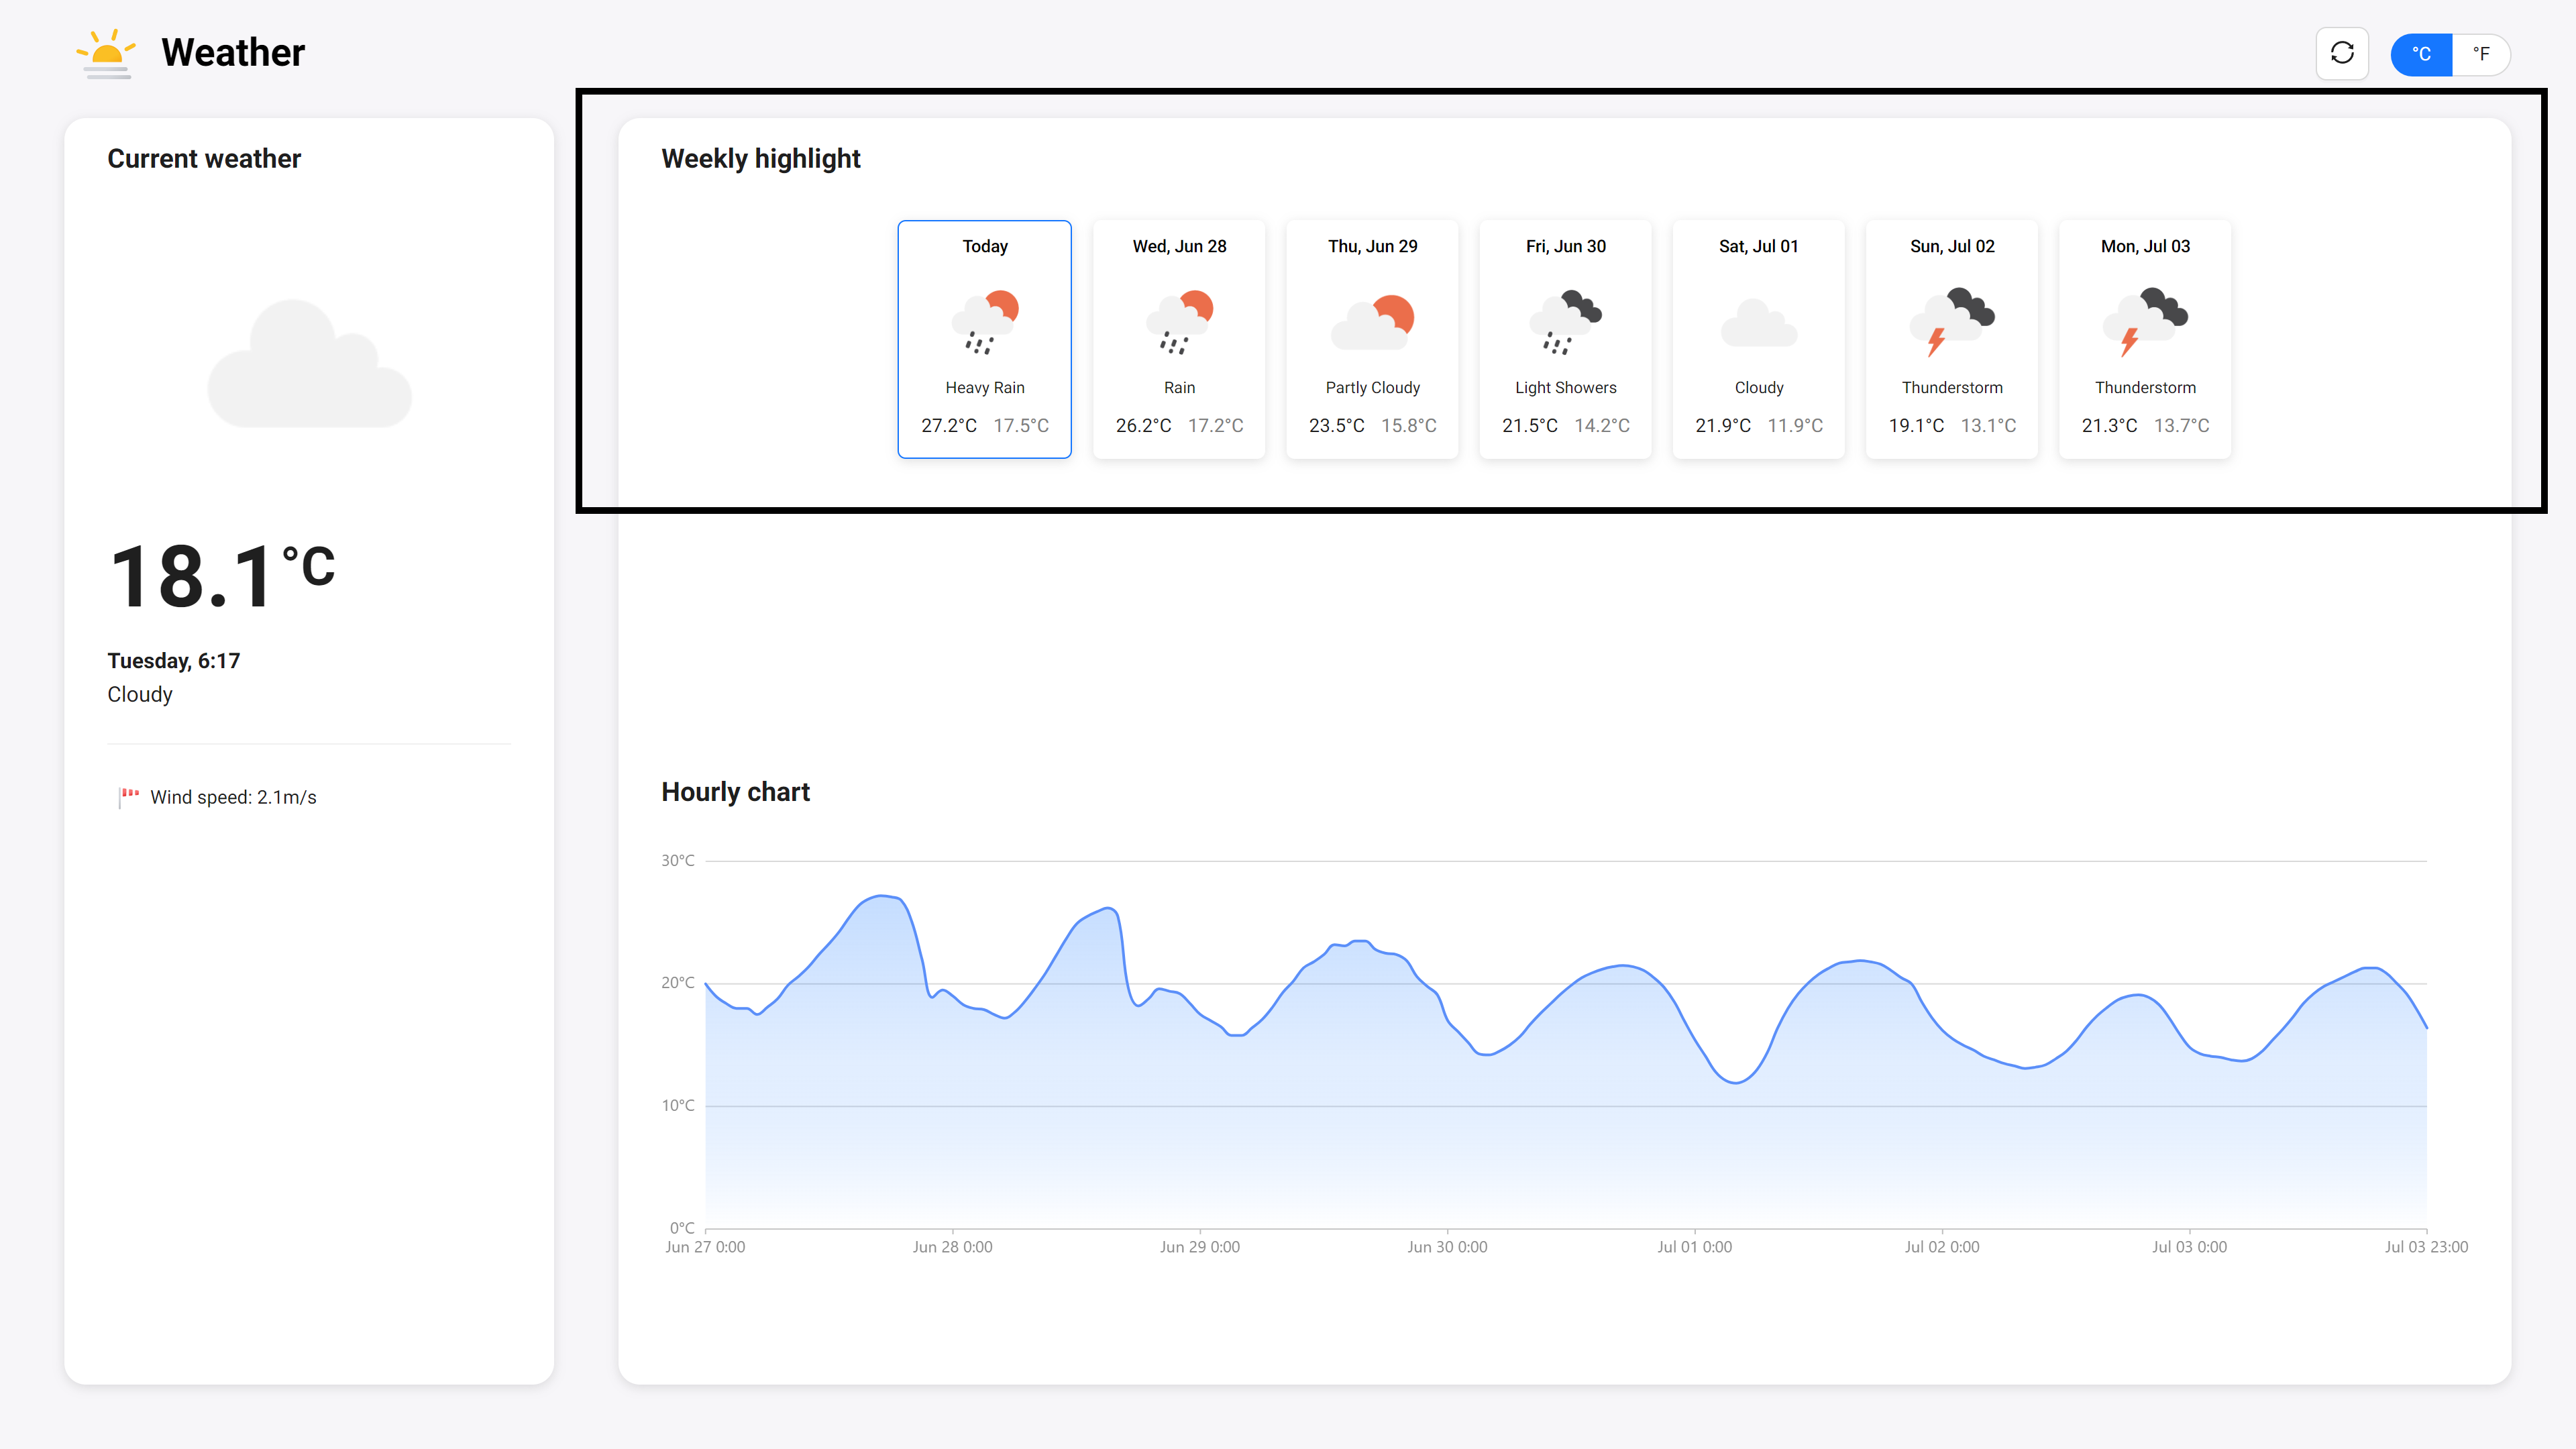 Weather
°C °F
Current weather
18.1°C
Tuesday, 6:17
Cloudy
Wind speed: 2.1m/s
Weekly highlight
Today
Heavy Rain
27.2°C 17.5°C
Wed, Jun 28
Rain
26.2°C 17.2°C
Thu, Jun 29
Partly Cloudy
23.5°C 15.8°C
Fri, Jun 30
Light Showers
21.5°C 14.2°C
Sat, Jul 01
Cloudy
21.9°C 11.9°C
Sun, Jul 02
Thunderstorm
19.1°C 13.1°C
Mon, Jul 03
Thunderstorm
21.3°C 13.7°C
Hourly chart
30°C
20°C
10°C
0°C
Jun 27 0:00 Jun 28 0:00 Jun 29 0:00 Jun 30 0:00 Jul 01 0:00 Jul 02 0:00 Jul 03 0:00 Jul 03 23:00